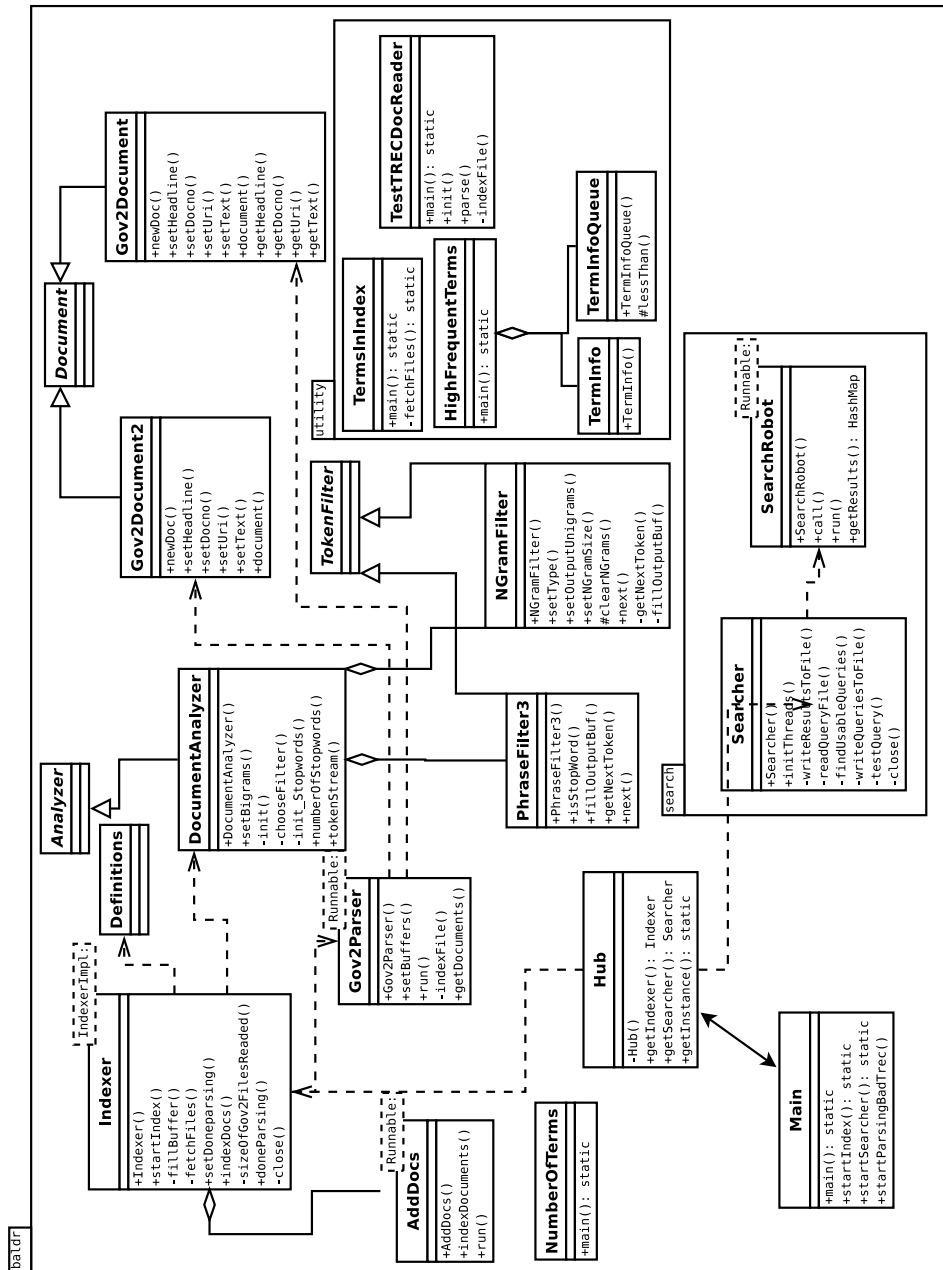 baldr
Indexer
IndexerImpl:
+Indexer()
+startIndex()
-fillBuffer()
-fetchFiles()
+setDoneparsing()
+indexDocs()
-sizeOfGov2FilesReaded()
+doneParsing()
-close()
Definitions
Analyzer
DocumentAnalyzer
+DocumentAnalyzer()
+setBigrams()
-init()
-chooseFilter()
-init_Stopwords()
+numberOfStopwords()
+tokenStream()
Gov2Document2
+newDoc()
+setHeadline()
+setDocno()
+setUri()
+setText()
+document()
Document
Gov2Document
+newDoc()
+setHeadline()
+setDocno()
+setUri()
+setText()
+document()
+getHeadline()
+getDocno()
+getUri()
+getText()
AddDocs
Runnable:
+AddDocs()
+indexDocuments()
+run()
Gov2Parser
Runnable:
+Gov2Parser()
+setBuffers()
+run()
-indexFile()
+getDocuments()
TokenFilter
PhraseFilter3
+PhraseFilter3()
+isStopWord()
+fillOutputBuf()
+getNextToken()
+next()
NGramFilter
+NGramFilter()
+setType()
+setOutputUnigrams()
+setNGramSize()
#clearNGrams()
+next()
-getNextToken()
-fillOutputBuf()
utility
TermsInIndex
+main(): static
-fetchFiles(): static
TestTRECDocReader
+main(): static
+init()
+parse()
-indexFile()
HighFrequentTerms
+main(): static
TermInfo
+TermInfo()
TermInfoQueue
+TermInfoQueue()
#lessThan()
NumberOfTerms
+main(): static
Hub
-Hub()
+getIndexer(): Indexer
+getSearcher(): Searcher
+getInstance(): static
Main
+main(): static
+startIndex(): static
+startSearcher(): static
+startParsingBadTrec()
search
Searcher
+Searcher()
+initThreads()
-writeResultsToFile()
-readQueryFile()
-findUsableQueries()
-writeQueriesToFile()
-testQuery()
-close()
SearchRobot
Runnable:
+SearchRobot()
+call()
+run()
+getResults(): HashMap